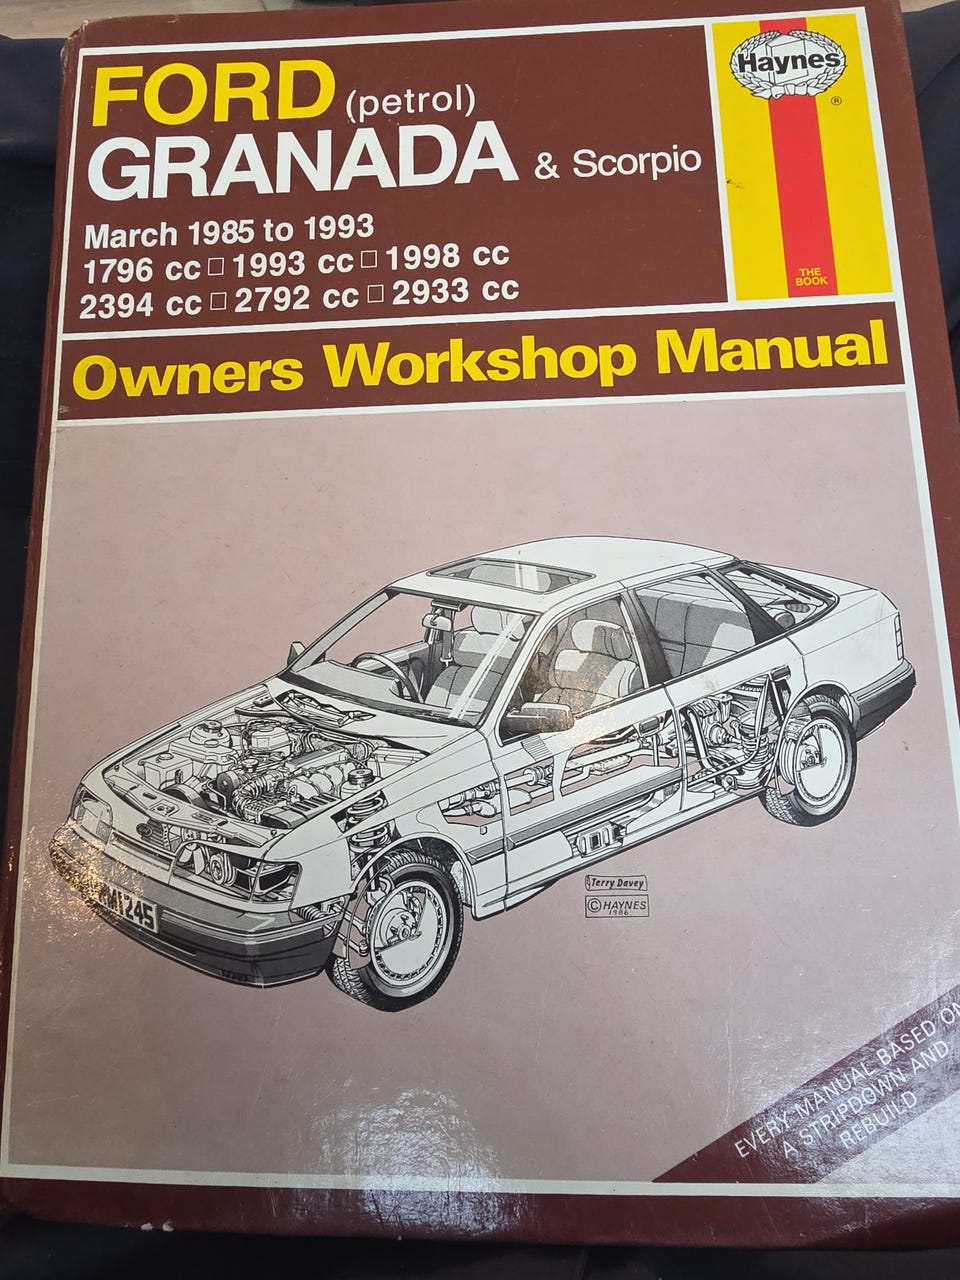 FORD (petrol)
GRANADA & Scorpio
March 1985 to 1993
1796 cc □ 1993 cc □ 1998 cc
2394 cc □ 2792 cc □ 2933 cc
Haynes
®
THE
BOOK
Owners Workshop Manual
245
Terry Davey
© HAYNES
1986
EVERY MANUAL BASED ON
A STRIPDOWN AND
REBUILD